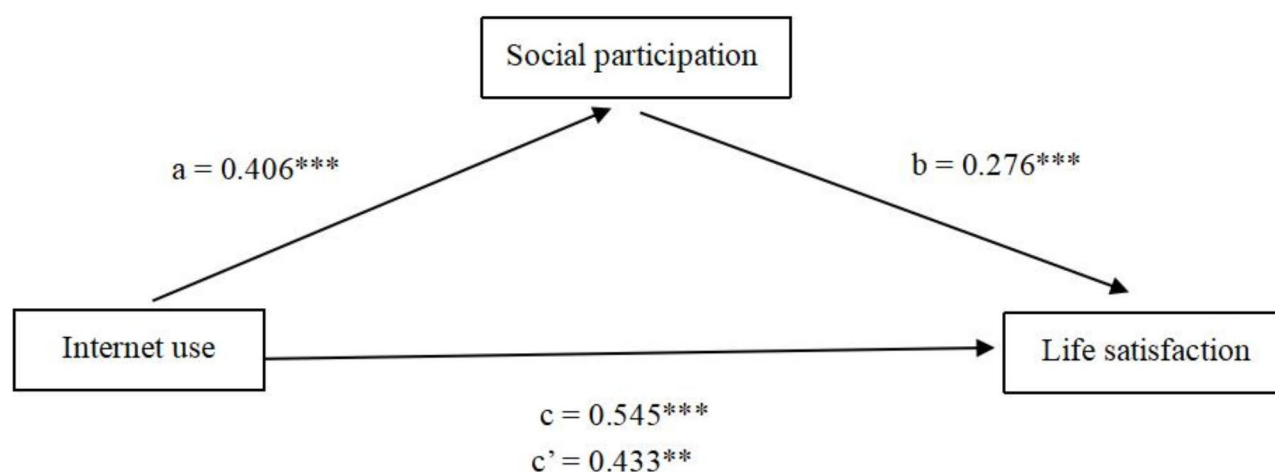 Social participation
a = 0.406***
b = 0.276***
Internet use
Life satisfaction
c = 0.545***
c’ = 0.433**